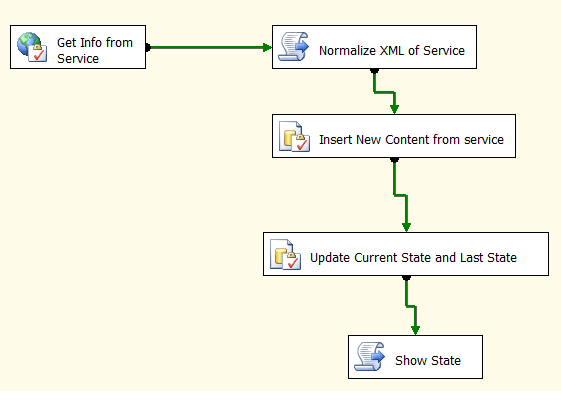 Get Info from
Service
Normalize XML of Service
Insert New Content from service
Update Current State and Last State
Show State